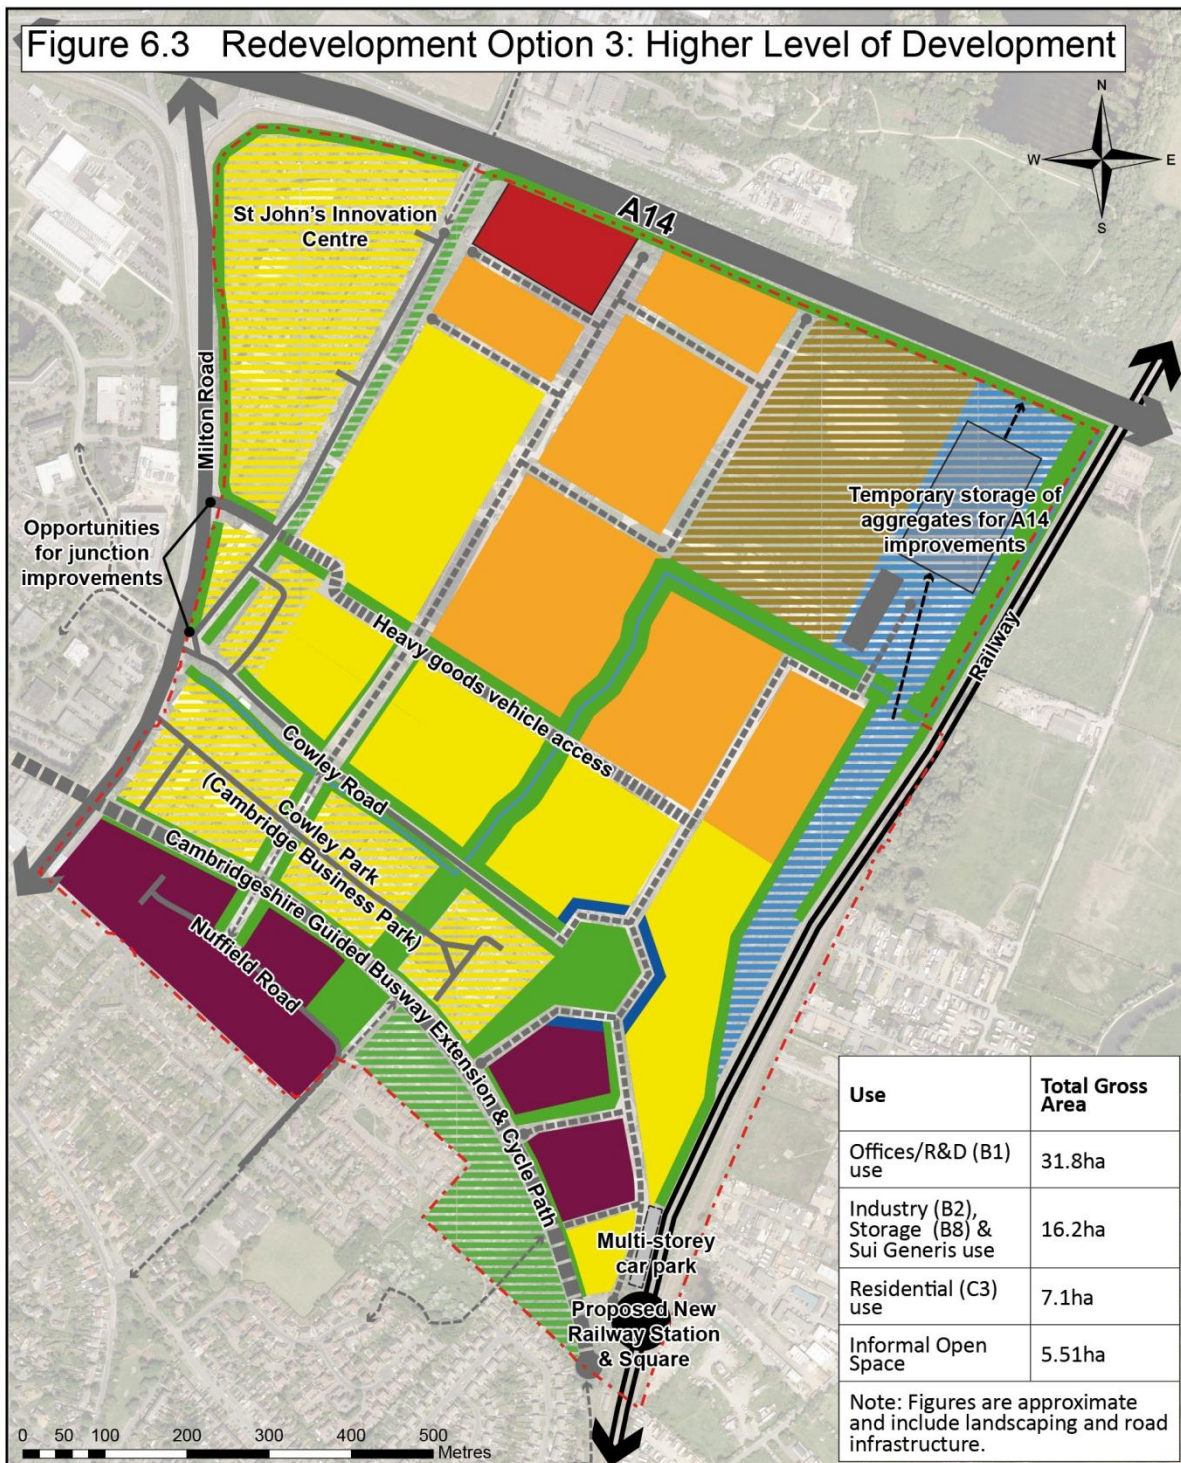 Figure 6.3   Redevelopment Option 3: Higher Level of Development
N
W
E
S
A14
St John's Innovation
Centre
Milton Road
Opportunities
for junction
improvements
Temporary storage of
aggregates for A14
improvements
Railway
Heavy goods vehicle access
Cowley Road
Cowley Park
(Cambridge Business Park)
Cambridgeshire Guided Busway Extension & Cycle Path
Nuffield Road
Multi-storey
car park
Proposed New
Railway Station
& Square
Use
Total Gross
Area
Offices/R&D (B1)
use
31.8ha
Industry (B2),
Storage (B8) &
Sui Generis use
16.2ha
Residential (C3)
use
7.1ha
Informal Open
Space
5.51ha
Note: Figures are approximate
and include landscaping and road
infrastructure.
0 50 100 200 300 400 500
Metres